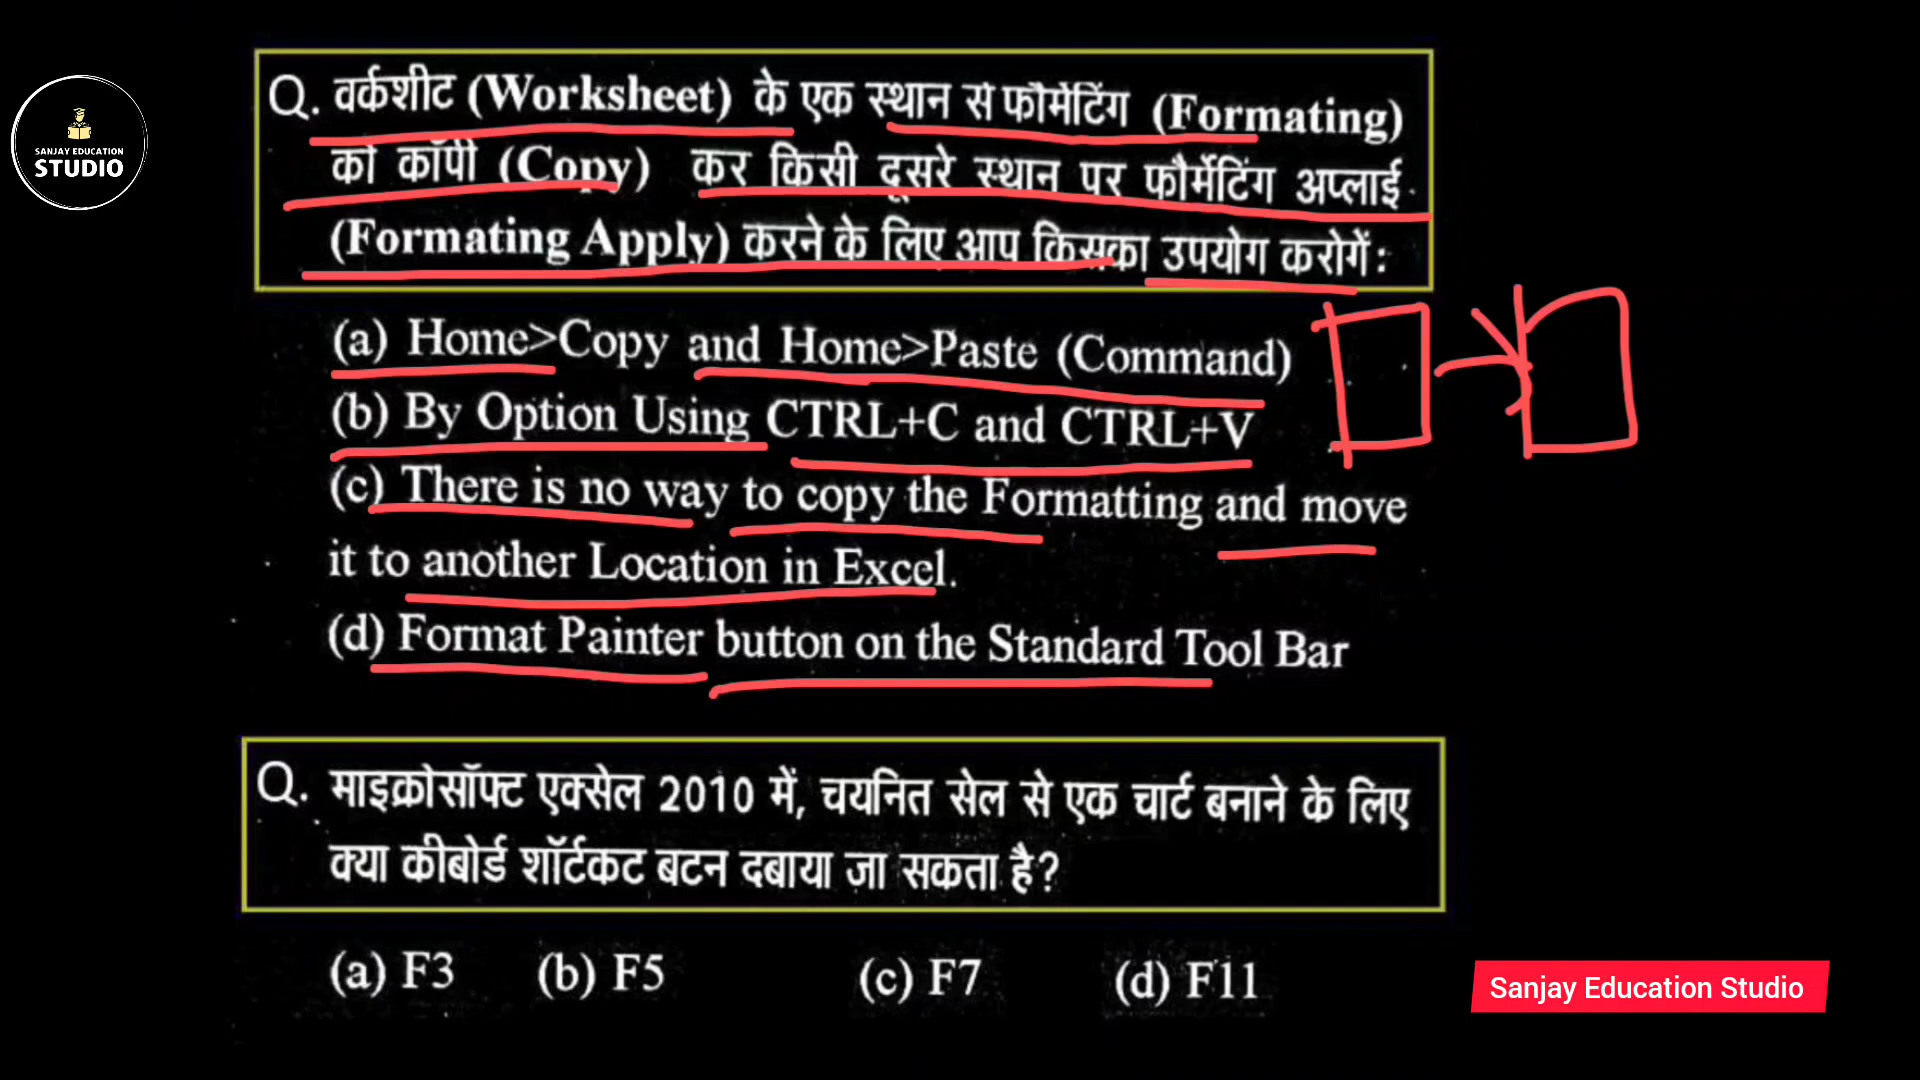 SANJAY EDUCATION
STUDIO
Q. वर्कशीट (Worksheet) के एक स्थान से फौर्मेटिंग (Formating)
को कॉपी (Copy) कर किसी दूसरे स्थान पर फौर्मेटिंग अप्लाई
(Formating Apply) करने के लिए आप किसका उपयोग करोगें:
(a) Home>Copy and Home>Paste (Command)
(b) By Option Using CTRL+C and CTRL+V
(c) There is no way to copy the Formatting and move
it to another Location in Excel.
(d) Format Painter button on the Standard Tool Bar
Q. माइक्रोसॉफ्ट एक्सेल 2010 में, चयनित सेल से एक चार्ट बनाने के लिए
क्या कीबोर्ड शॉर्टकट बटन दबाया जा सकता है?
(a) F3 (b) F5 (c) F7 (d) F11
Sanjay Education Studio